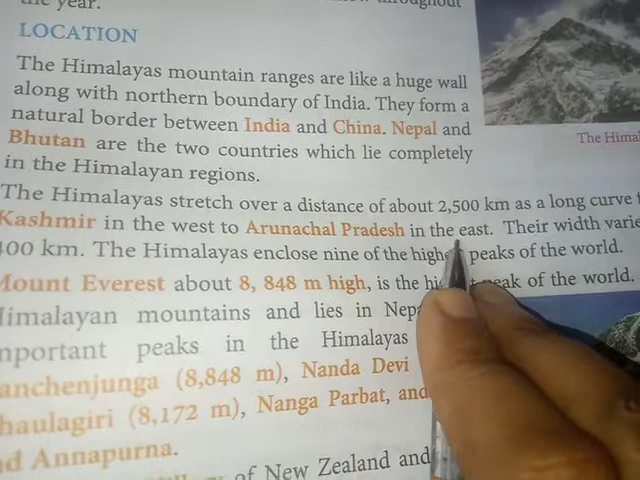 the year.
throughout
LOCATION
The Himalayas mountain ranges are like a huge wall
along with northern boundary of India. They form a
natural border between India and China. Nepal and
Bhutan are the two countries which lie completely
in the Himalayan regions.
The Himal
The Himalayas stretch over a distance of about 2,500 km as a long curve f
Kashmir in the west to Arunachal Pradesh in the east. Their width varie
400 km. The Himalayas enclose nine of the highe peaks of the world.
Mount Everest about 8, 848 m high, is the hi t peak of the world.
Himalayan mountains and lies in Nep
mportant peaks in the Himalayas
anchenjunga (8,848 m), Nanda Devi
haulagiri (8,172 m), Nanga Parbat, and
nd Annapurna.
of New Zealand and